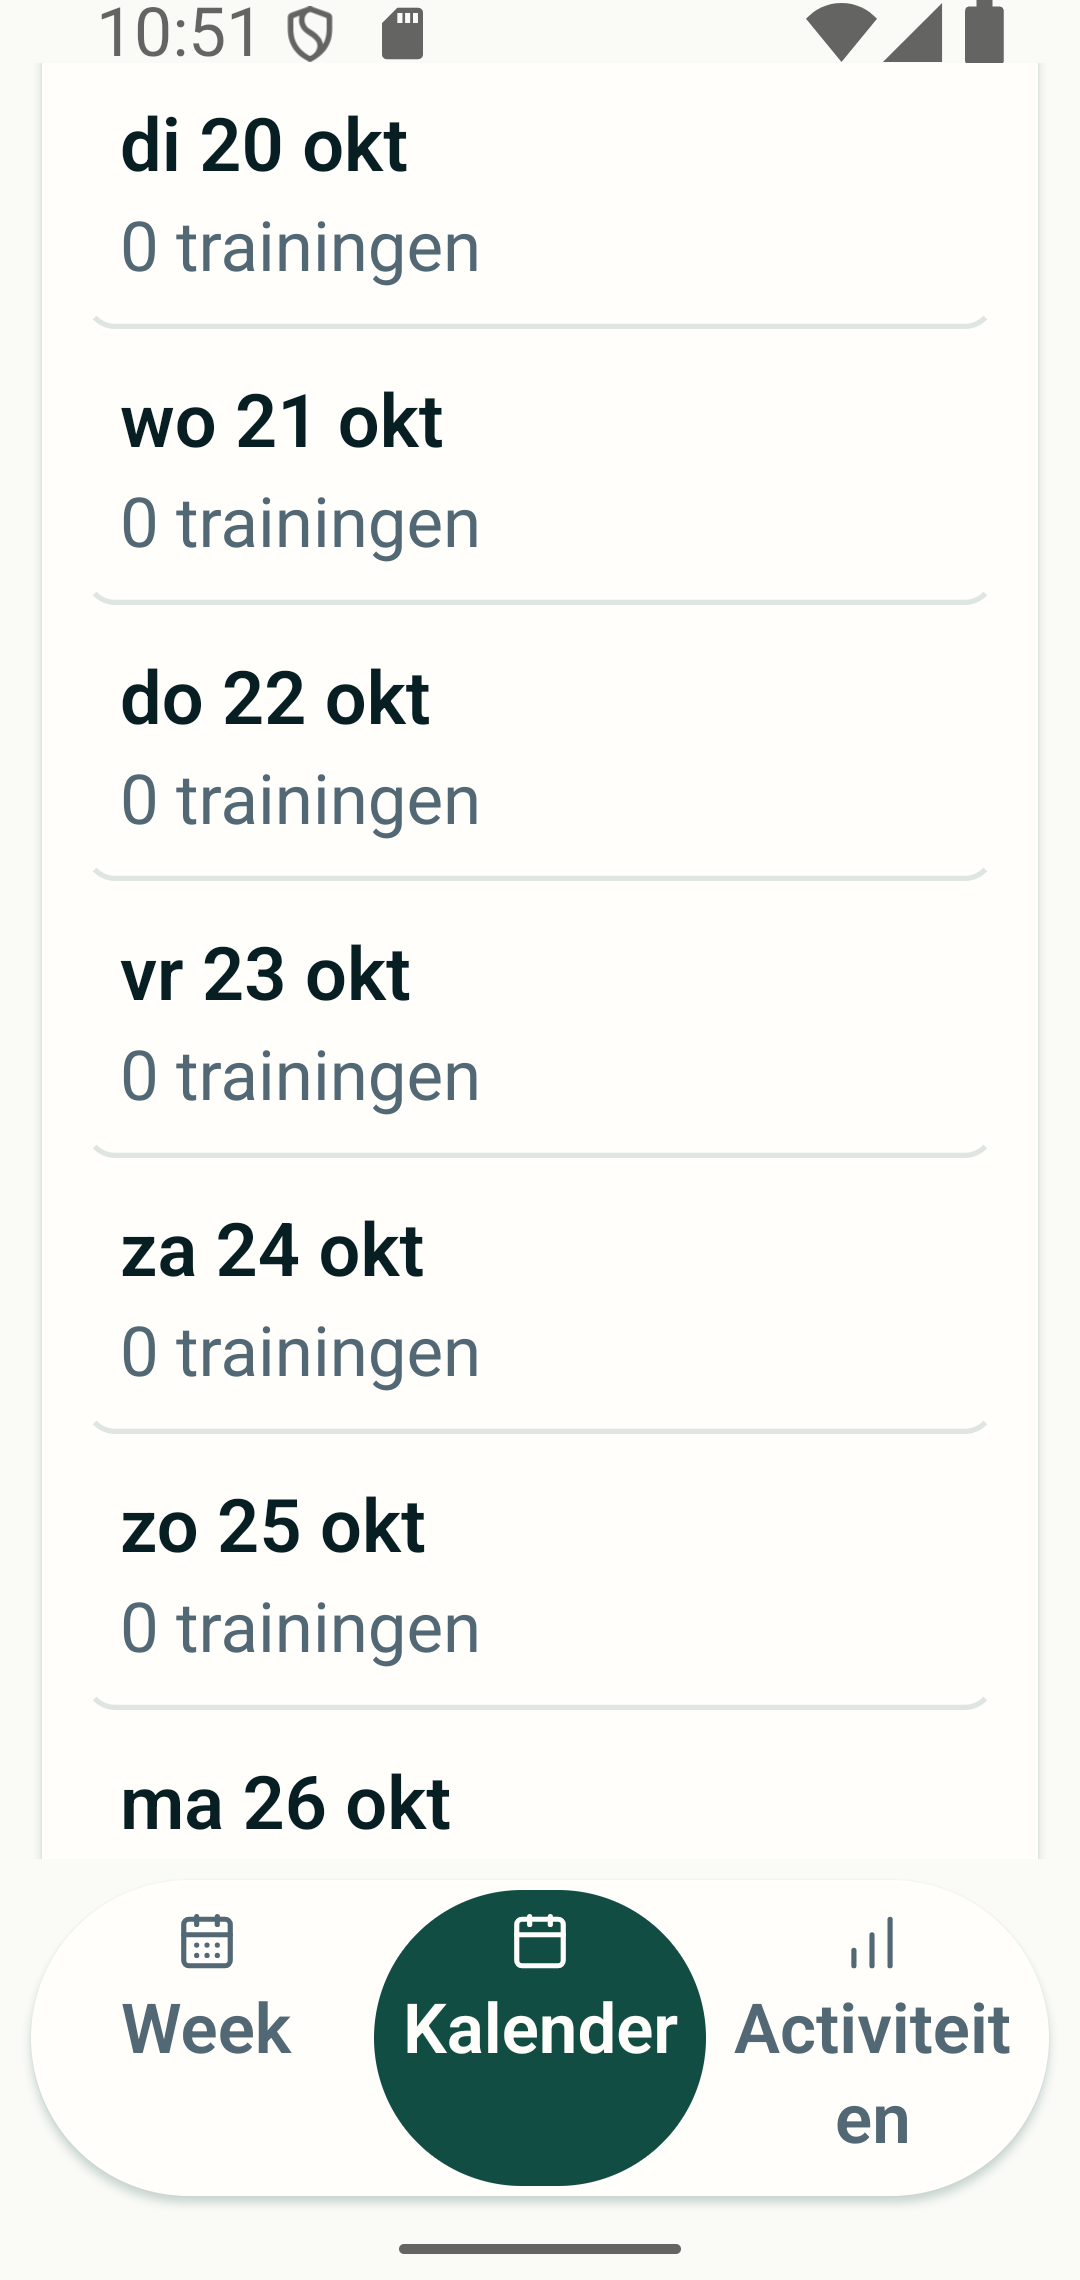 10:51
di 20 okt
0 trainingen
wo 21 okt
0 trainingen
do 22 okt
0 trainingen
vr 23 okt
0 trainingen
za 24 okt
0 trainingen
zo 25 okt
0 trainingen
ma 26 okt
Week
Kalender
Activiteit
en